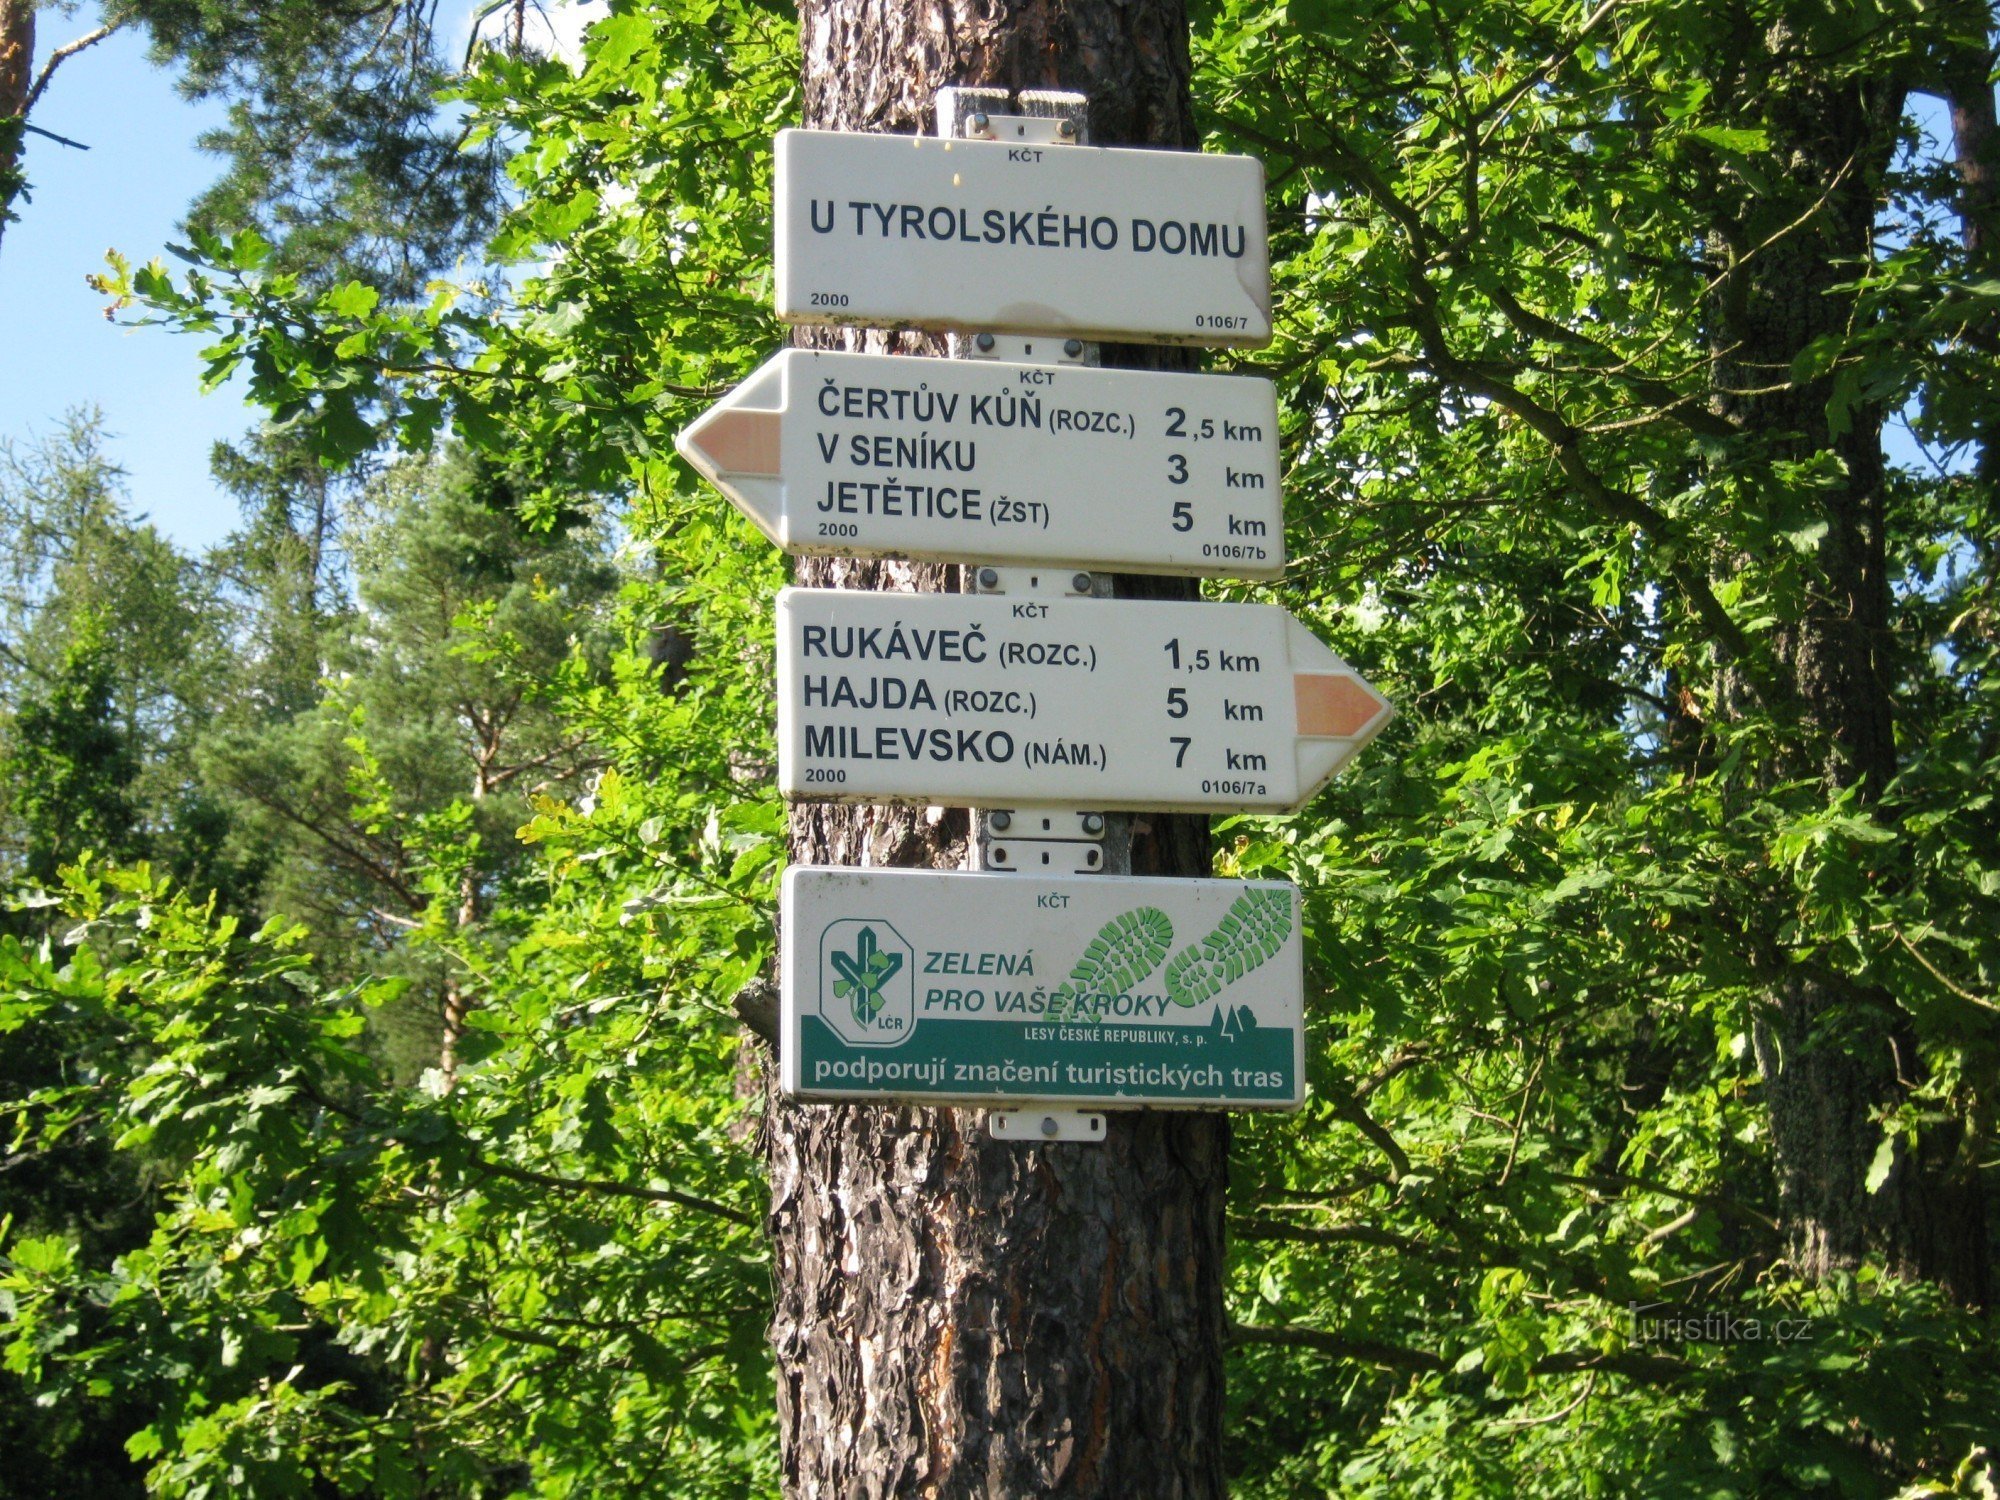 KČT
U TYROLSKÉHO DOMU
2000 0106/7
KČT
ČERTŮV KŮŇ (ROZC.) 2,5 km
V SENÍKU 3 km
JETĚTICE (ŽST) 5 km
2000 0106/7b
KČT
RUKÁVEČ (ROZC.) 1,5 km
HAJDA (ROZC.) 5 km
MILEVSKO (NÁM.) 7 km
2000 0106/7a
KČT
ZELENÁ
PRO VAŠE KROKY
LČR
LESY ČESKÉ REPUBLIKY, s. p.
podporují značení turistických tras
Turistika.cz